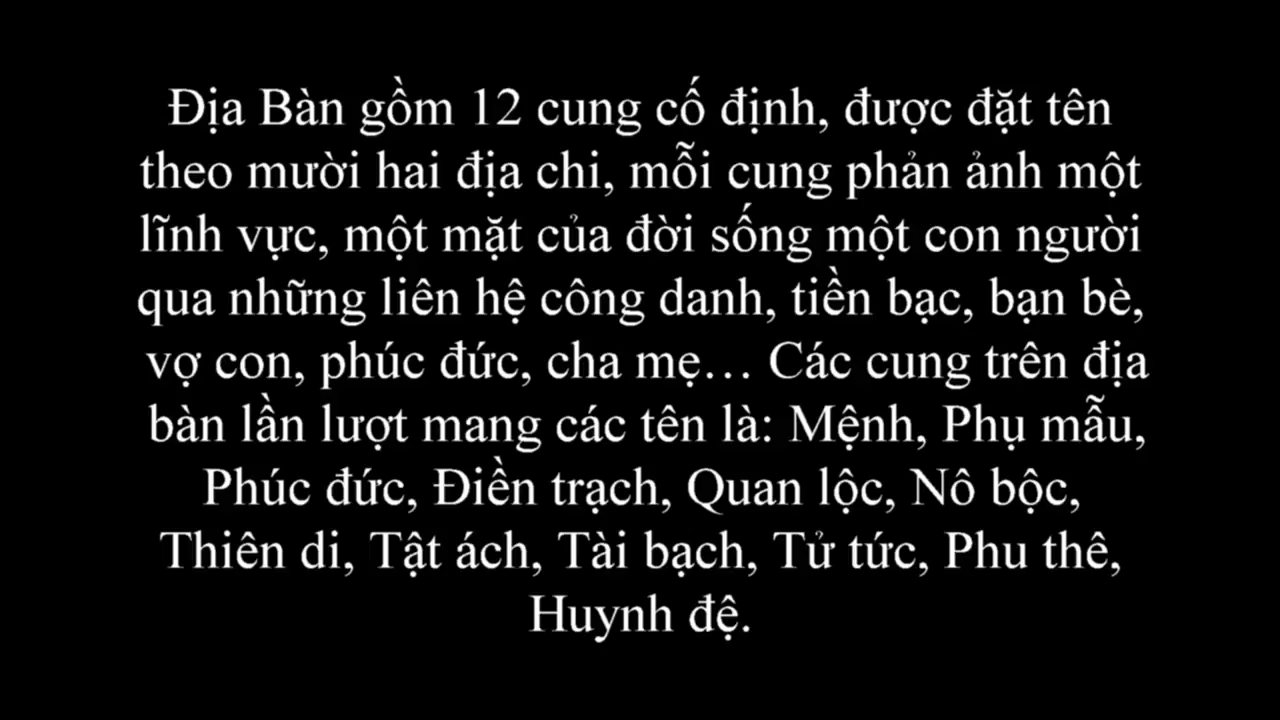 Địa Bàn gồm 12 cung cố định, được đặt tên
theo mười hai địa chi, mỗi cung phản ảnh một
lĩnh vực, một mặt của đời sống một con người
qua những liên hệ công danh, tiền bạc, bạn bè,
vợ con, phúc đức, cha mẹ… Các cung trên địa
bàn lần lượt mang các tên là: Mệnh, Phụ mẫu,
Phúc đức, Điền trạch, Quan lộc, Nô bộc,
Thiên di, Tật ách, Tài bạch, Tử tức, Phu thê,
Huynh đệ.